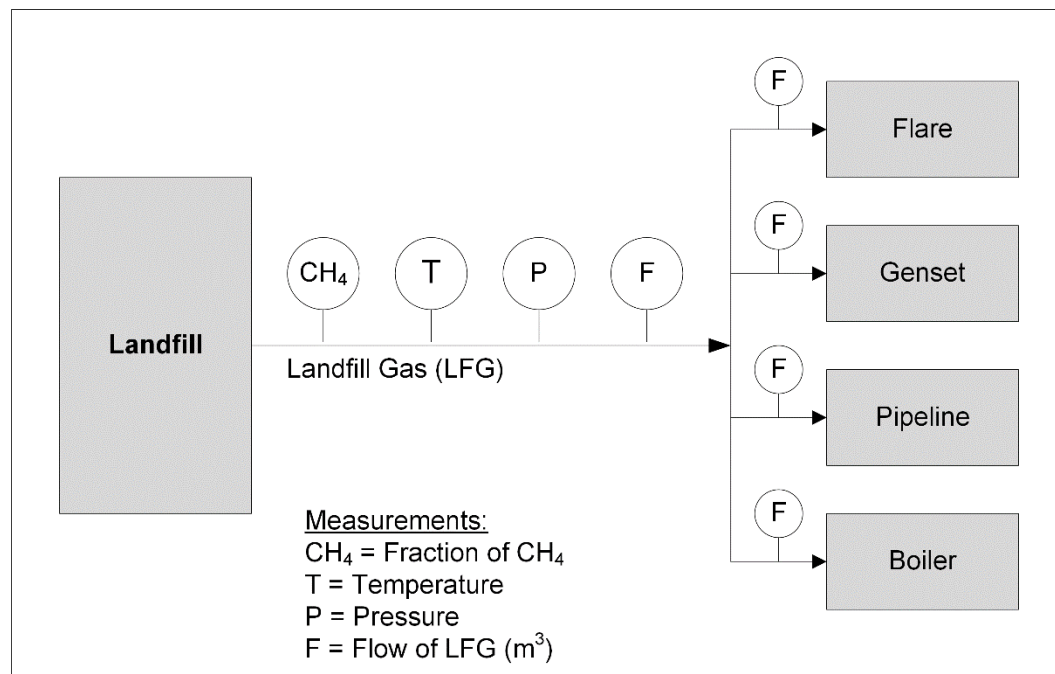 F
Flare
F
Genset
CH₄ T P F
Landfill
Landfill Gas (LFG)
F
Pipeline
F
Boiler
Measurements:
CH₄ = Fraction of CH₄
T = Temperature
P = Pressure
F = Flow of LFG (m³)